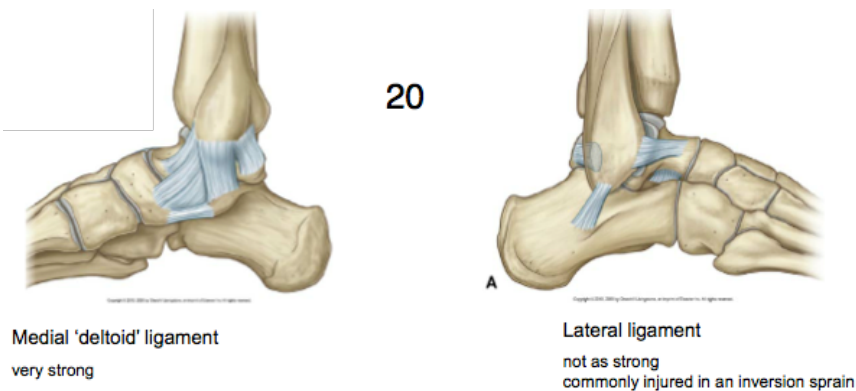 20
A
Medial ‘deltoid’ ligament
very strong
Lateral ligament
not as strong
commonly injured in an inversion sprain